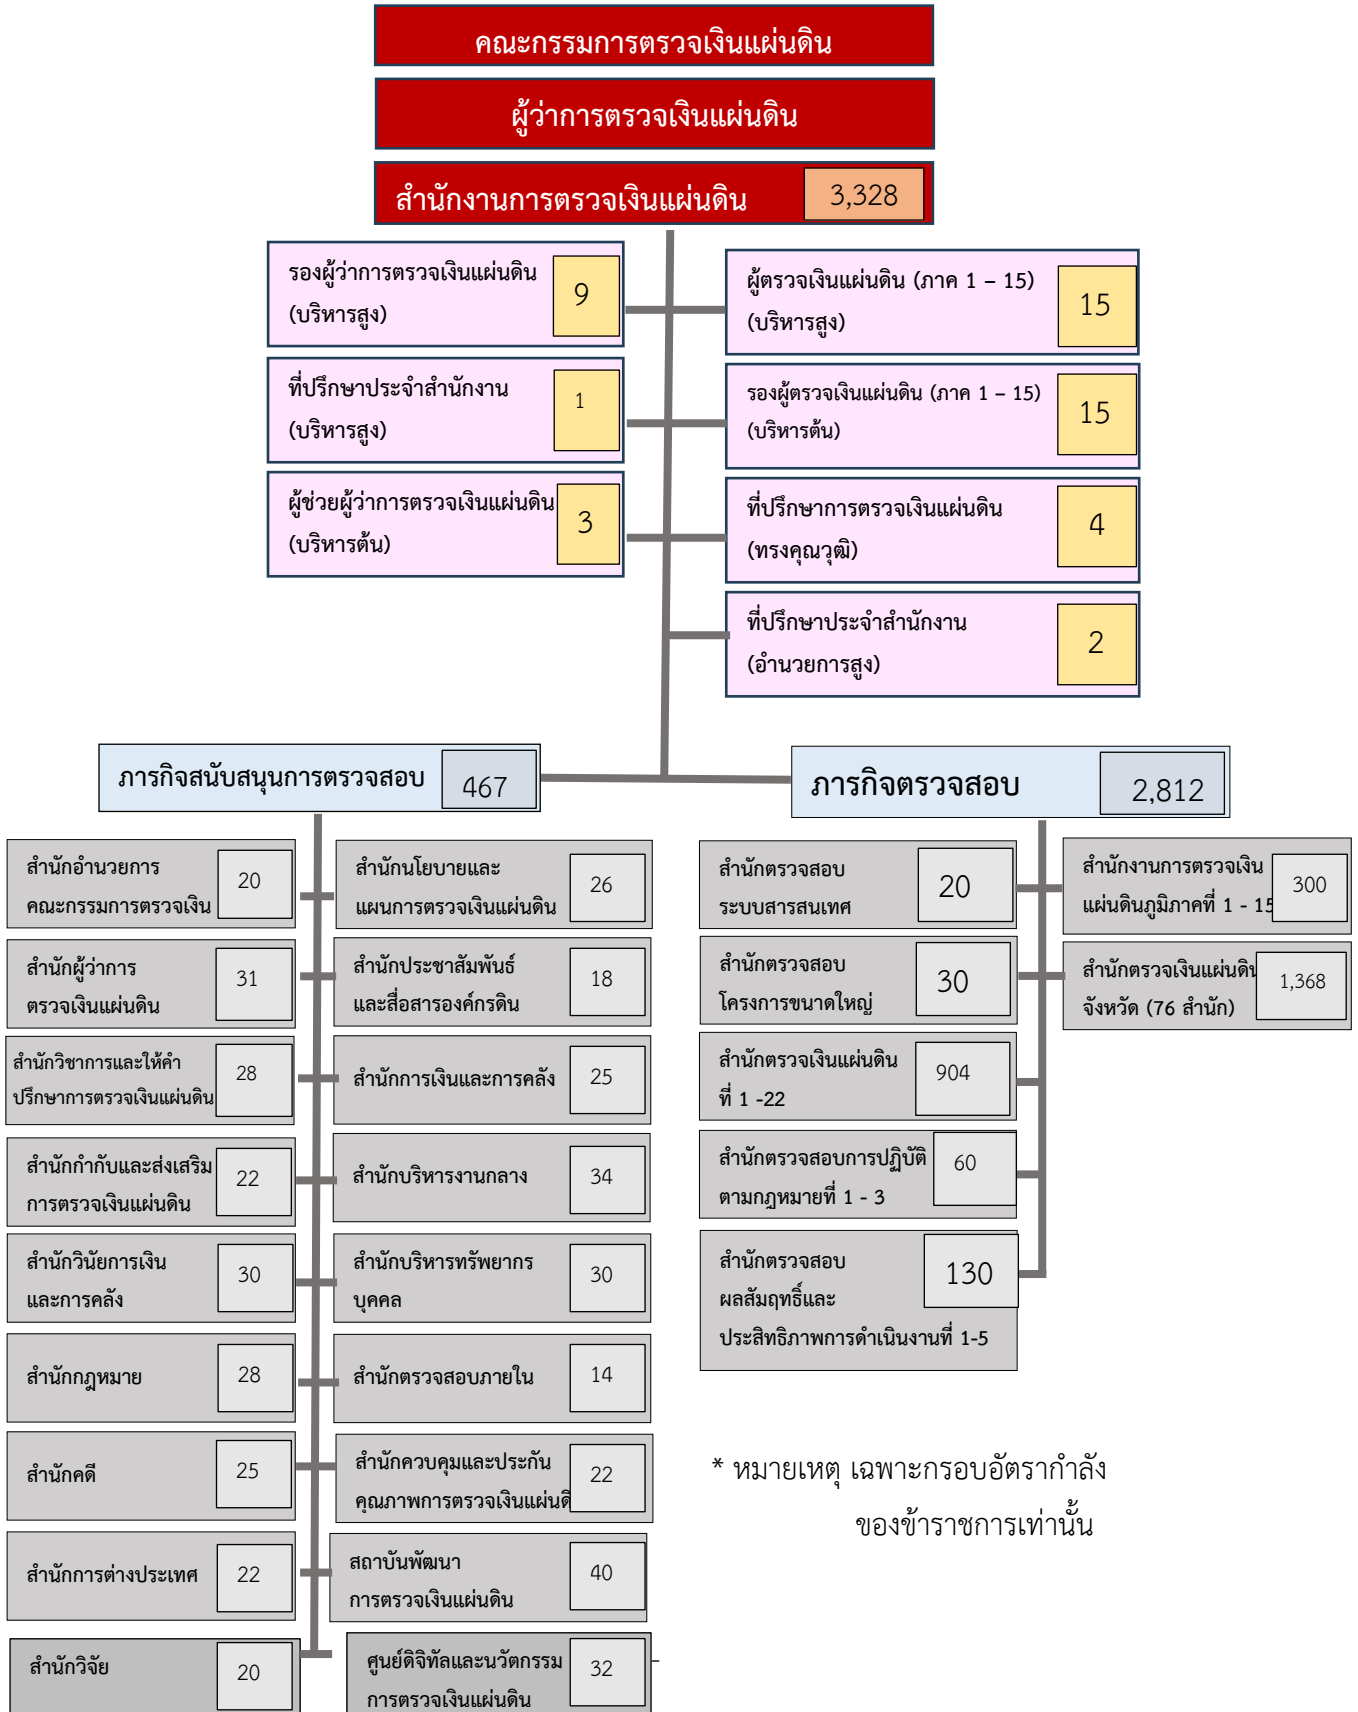 คณะกรรมการตรวจเงินแผ่นดิน
ผู้ว่าการตรวจเงินแผ่นดิน
สำนักงานการตรวจเงินแผ่นดิน 3,328
รองผู้ว่าการตรวจเงินแผ่นดิน
(บริหารสูง)
9
ผู้ตรวจเงินแผ่นดิน (ภาค 1 – 15)
(บริหารสูง)
15
ที่ปรึกษาประจำสำนักงาน
(บริหารสูง)
1
รองผู้ตรวจเงินแผ่นดิน (ภาค 1 – 15)
(บริหารต้น)
15
ผู้ช่วยผู้ว่าการตรวจเงินแผ่นดิน
(บริหารต้น)
3
ที่ปรึกษาการตรวจเงินแผ่นดิน
(ทรงคุณวุฒิ)
4
ที่ปรึกษาประจำสำนักงาน
(อำนวยการสูง)
2
ภารกิจสนับสนุนการตรวจสอบ 467
สำนักอำนวยการ
คณะกรรมการตรวจเงิน
20
สำนักนโยบายและ
แผนการตรวจเงินแผ่นดิน
26
สำนักผู้ว่าการ
ตรวจเงินแผ่นดิน
31
สำนักประชาสัมพันธ์
และสื่อสารองค์กรดิน
18
สำนักวิชาการและให้คำ
ปรึกษาการตรวจเงินแผ่นดิน
28
สำนักการเงินและการคลัง
25
สำนักกำกับและส่งเสริม
การตรวจเงินแผ่นดิน
22
สำนักบริหารงานกลาง
34
สำนักวินัยการเงิน
และการคลัง
30
สำนักบริหารทรัพยากร
บุคคล
30
สำนักกฎหมาย
28
สำนักตรวจสอบภายใน
14
สำนักคดี
25
สำนักควบคุมและประกัน
คุณภาพการตรวจเงินแผ่นดิ
22
สำนักการต่างประเทศ
22
สถาบันพัฒนา
การตรวจเงินแผ่นดิน
40
สำนักวิจัย
20
ศูนย์ดิจิทัลและนวัตกรรม
การตรวจเงินแผ่นดิน
32
ภารกิจตรวจสอบ 2,812
สำนักตรวจสอบ
ระบบสารสนเทศ
20
สำนักงานการตรวจเงิน
แผ่นดินภูมิภาคที่ 1 - 15
300
สำนักตรวจสอบ
โครงการขนาดใหญ่
30
สำนักตรวจเงินแผ่นดิน
จังหวัด (76 สำนัก)
1,368
สำนักตรวจเงินแผ่นดิน
ที่ 1 -22
904
สำนักตรวจสอบการปฏิบัติ
ตามกฎหมายที่ 1 - 3
60
สำนักตรวจสอบ
ผลสัมฤทธิ์และ
ประสิทธิภาพการดำเนินงานที่ 1-5
130
* หมายเหตุ เฉพาะกรอบอัตรากำลัง
ของข้าราชการเท่านั้น